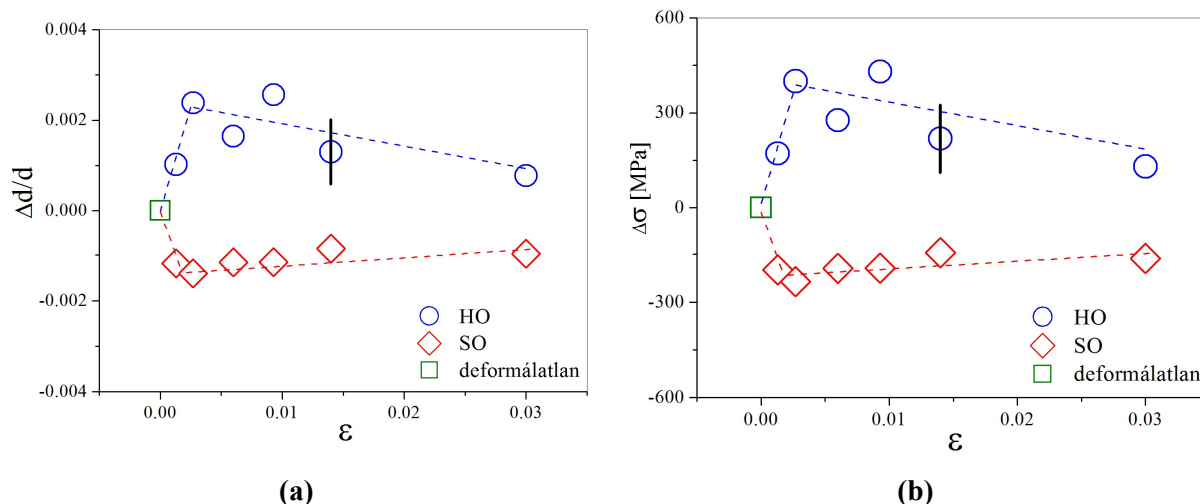 0.004
0.002
0.000
-0.002
-0.004
Δd/d
0.00
0.01
0.02
0.03
ε
HO
SO
deformálatlan
(a)
600
300
0
-300
-600
Δσ [MPa]
0.00
0.01
0.02
0.03
ε
HO
SO
deformálatlan
(b)